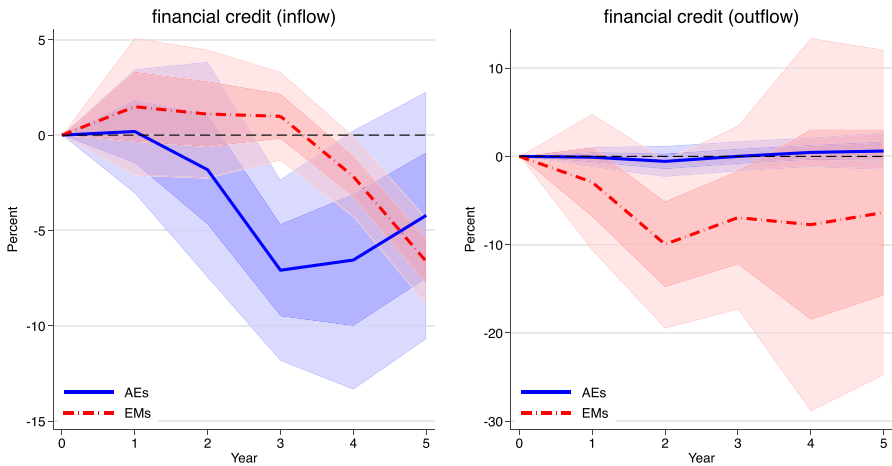 financial credit (inflow)
5
0
-5
-10
-15
Percent
AEs
EMs
0 1 2 3 4 5
Year
financial credit (outflow)
10
0
-10
-20
-30
Percent
AEs
EMs
0 1 2 3 4 5
Year